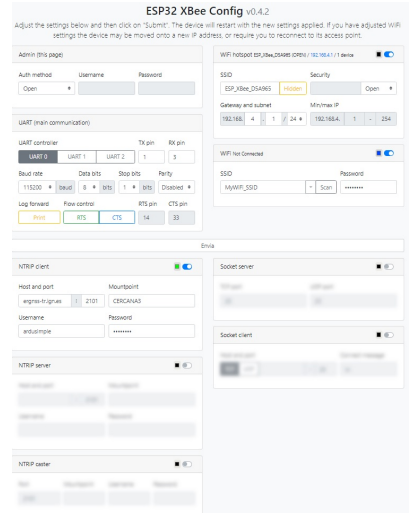 ESP32 XBee Config v0.4.2
Adjust the settings below and then click on "Submit". The device will restart with the new settings applied. If you have adjusted WiFi
settings the device may be moved onto a new IP address, or require you to reconnect to its access point.
Admin (this page)
Auth method Username Password
Open
UART (main communication)
UART controller TX pin RX pin
UART 0 UART 1 UART 2 1 3
Baud rate Data bits Stop bits Parity
115200 baud 8 bits 1 bits Disabled
Log forward Flow control RTS pin CTS pin
Print RTS CTS 14 33
WiFi hotspot ESP_XBee_D5A965 (OPEN) / 192.168.4.1 / 1 device
SSID Security
ESP_XBee_D5A965 Hidden Open
Gateway and subnet Min/max IP
192.168. 4 . 1 / 24 192.168.4. 1 - 254
WiFi Not Connected
SSID Password
MyWiFi_SSID Scan ••••••••
Envia
NTRIP client
Host and port Mountpoint
ergnss-tr.ign.es : 2101 CERCANAS
Username Password
ardusimple ••••••••
NTRIP server
NTRIP caster
Socket server
Socket client